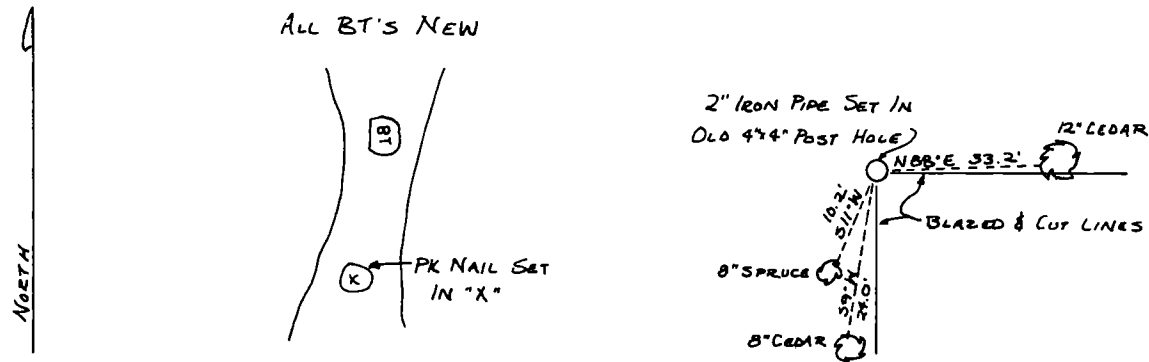 ALL BT'S NEW
NORTH
BT
X
PK NAIL SET
IN "X"
2" IRON PIPE SET IN
OLD 4"x4" POST HOLE
12" CEDAR
N88°E 33.2'
10.2'
S11°W
BLAZED & CUT LINES
8" SPRUCE
S9°W
24.0'
8" CEDAR